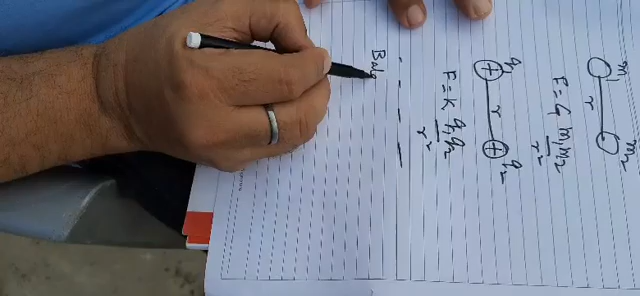 m₁ r m₂
F = G m₁m₂/r²
q₁ r q₂
+ +
F = K q₁q₂/r²